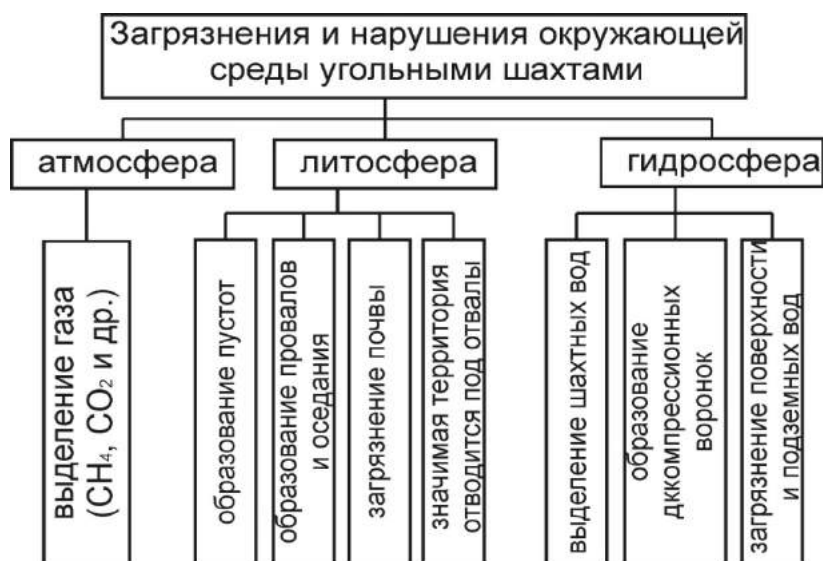 Загрязнения и нарушения окружающей
среды угольными шахтами
атмосфера
литосфера
гидросфера
выделение газа
(CH₄, CO₂ и др.)
образование пустот
образование провалов
и оседания
загрязнение почвы
значимая территория
отводится под отвалы
выделение шахтных вод
образование
дккомпрессионных
воронок
загрязнение поверхности
и подземных вод